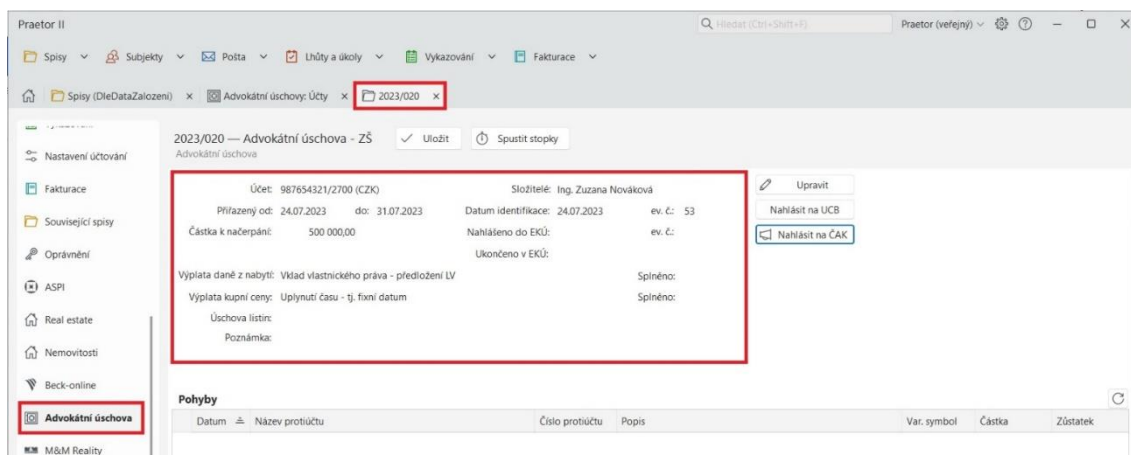 Praetor II
Hledat (Ctrl+Shift+F)
Praetor (veřejný)
Spisy Subjekty Pošta Lhůty a úkoly Vykazování Fakturace
Spisy (DleDataZalozeni) × Advokátní úschovy: Účty × 2023/020 ×
Nastavení účtování
Fakturace
Související spisy
Oprávnění
ASPI
Real estate
Nemovitosti
Beck-online
Advokátní úschova
M&M Reality
2023/020 — Advokátní úschova - ZŠ Uložit Spustit stopky
Advokátní úschova
Účet: 987654321/2700 (CZK) Složitelé: Ing. Zuzana Nováková
Přiřazený od: 24.07.2023 do: 31.07.2023 Datum identifikace: 24.07.2023 ev. č.: 53
Částka k načerpání: 500 000,00 Nahlášeno do EKÚ: ev. č.:
Ukončeno v EKÚ:
Výplata daně z nabytí: Vklad vlastnického práva - předložení LV Splněno:
Výplata kupní ceny: Uplynutí času - tj. fixní datum Splněno:
Úschova listin:
Poznámka:
Upravit
Nahlásit na UCB
Nahlásit na ČAK
Pohyby
Datum Název protiúčtu Číslo protiúčtu Popis Var. symbol Částka Zůstatek